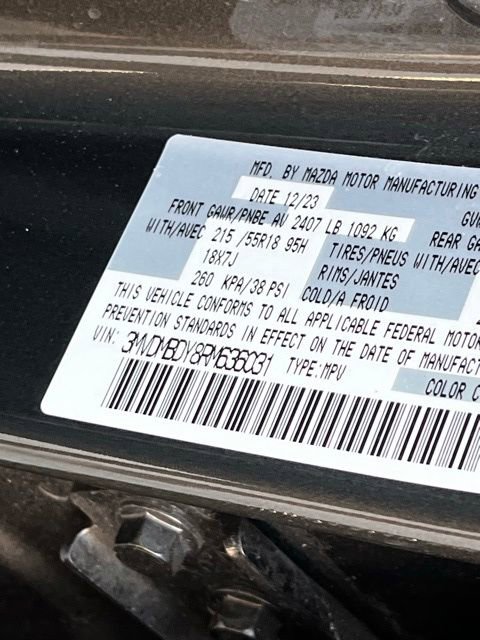 MFD. BY MAZDA MOTOR MANUFACTURING
DATE 12/23
FRONT GAWR/PNBE AV 2407 LB 1092 KG REAR GA
WITH/AVEC 215 /55R18 95H TIRES/PNEUS WITH/AVEC
18X7J RIMS/JANTES
260 KPA/38 PSI COLD/A FROID
THIS VEHICLE CONFORMS TO ALL APPLICABLE FEDERAL MOTOR
PREVENTION STANDARDS IN EFFECT ON THE DATE OF MANUFACT
VIN: 3MVDMBDY8RM636031 TYPE:MPV
COLOR C